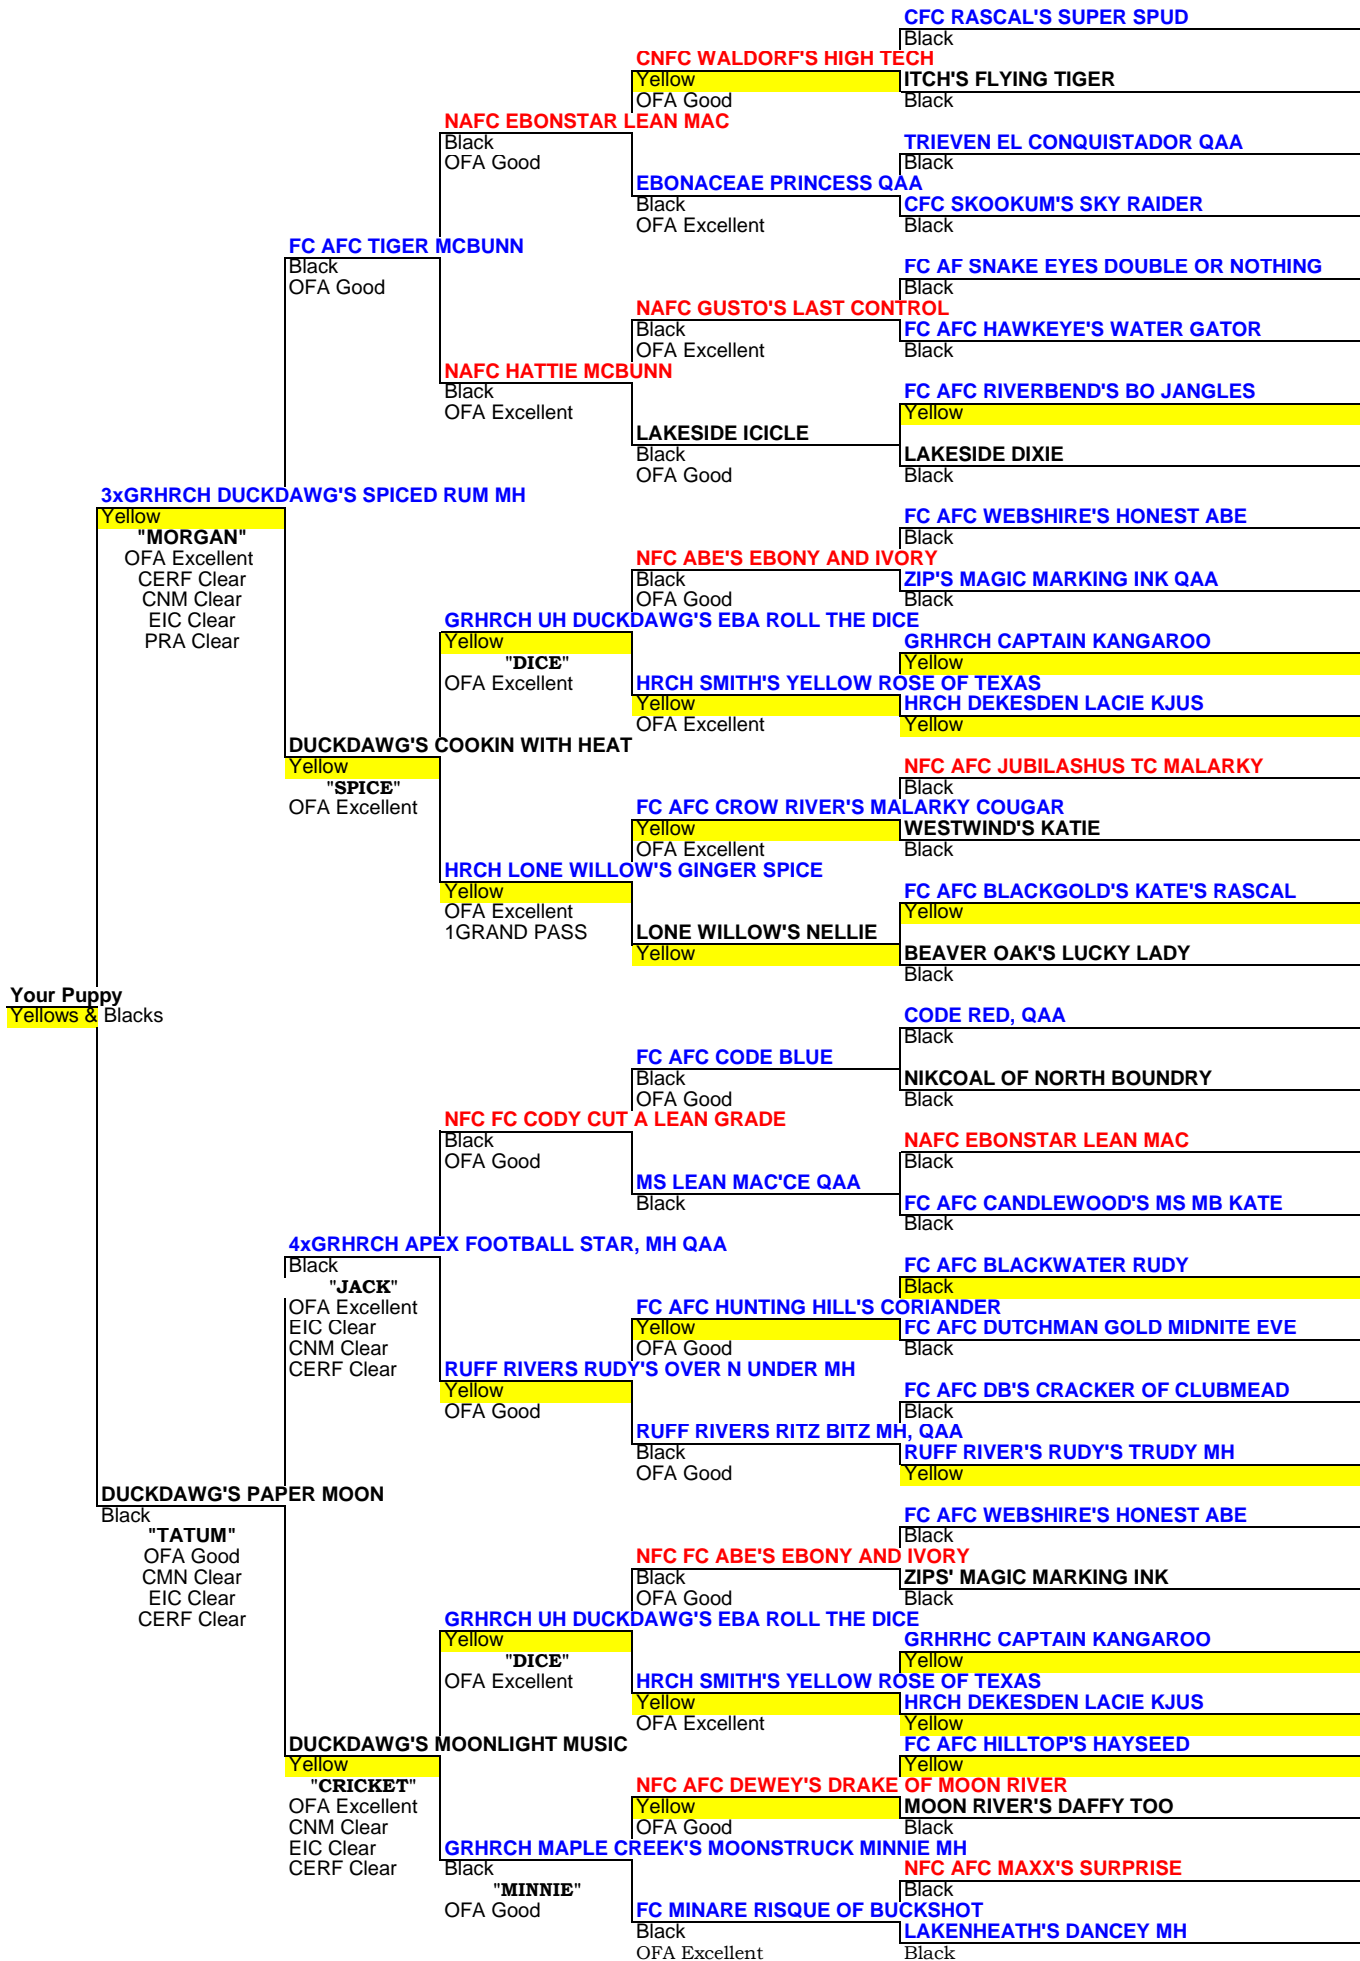 CFC RASCAL'S SUPER SPUD
Black
CNFC WALDORF'S HIGH TECH
Yellow
ITCH'S FLYING TIGER
OFA Good
Black
NAFC EBONSTAR LEAN MAC
Black
TRIEVEN EL CONQUISTADOR QAA
OFA Good
Black
EBONACEAE PRINCESS QAA
Black
CFC SKOOKUM'S SKY RAIDER
OFA Excellent
Black
FC AFC TIGER MCBUNN
Black
FC AF SNAKE EYES DOUBLE OR NOTHING
OFA Good
Black
NAFC GUSTO'S LAST CONTROL
Black
FC AFC HAWKEYE'S WATER GATOR
OFA Excellent
Black
NAFC HATTIE MCBUNN
Black
FC AFC RIVERBEND'S BO JANGLES
OFA Excellent
Yellow
LAKESIDE ICICLE
Black
LAKESIDE DIXIE
OFA Good
Black
3xGRHRCH DUCKDAWG'S SPICED RUM MH
Yellow
FC AFC WEBSHIRE'S HONEST ABE
"MORGAN"
Black
OFA Excellent
NFC ABE'S EBONY AND IVORY
CERF Clear
Black
ZIP'S MAGIC MARKING INK QAA
CNM Clear
OFA Good
Black
EIC Clear
GRHRCH UH DUCKDAWG'S EBA ROLL THE DICE
PRA Clear
Yellow
GRHRCH CAPTAIN KANGAROO
"DICE"
Yellow
OFA Excellent
HRCH SMITH'S YELLOW ROSE OF TEXAS
Yellow
HRCH DEKESDEN LACIE KJUS
OFA Excellent
Yellow
DUCKDAWG'S COOKIN WITH HEAT
Yellow
NFC AFC JUBILASHUS TC MALARKY
"SPICE"
Black
OFA Excellent
FC AFC CROW RIVER'S MALARKY COUGAR
Yellow
WESTWIND'S KATIE
OFA Excellent
Black
HRCH LONE WILLOW'S GINGER SPICE
Yellow
FC AFC BLACKGOLD'S KATE'S RASCAL
OFA Excellent
Yellow
1GRAND PASS
LONE WILLOW'S NELLIE
Yellow
BEAVER OAK'S LUCKY LADY
Black
Your Puppy
Yellows & Blacks
CODE RED, QAA
Black
FC AFC CODE BLUE
Black
NIKCOAL OF NORTH BOUNDRY
OFA Good
Black
NFC FC CODY CUT A LEAN GRADE
Black
NAFC EBONSTAR LEAN MAC
OFA Good
Black
MS LEAN MAC'CE QAA
Black
FC AFC CANDLEWOOD'S MS MB KATE
Black
4xGRHRCH APEX FOOTBALL STAR, MH QAA
Black
FC AFC BLACKWATER RUDY
"JACK"
Black
OFA Excellent
FC AFC HUNTING HILL'S CORIANDER
EIC Clear
Yellow
FC AFC DUTCHMAN GOLD MIDNITE EVE
CNM Clear
OFA Good
Black
CERF Clear
RUFF RIVERS RUDY'S OVER N UNDER MH
Yellow
FC AFC DB'S CRACKER OF CLUBMEAD
OFA Good
Black
RUFF RIVERS RITZ BITZ MH, QAA
Black
RUFF RIVER'S RUDY'S TRUDY MH
OFA Good
Yellow
DUCKDAWG'S PAPER MOON
Black
FC AFC WEBSHIRE'S HONEST ABE
"TATUM"
Black
OFA Good
NFC FC ABE'S EBONY AND IVORY
CMN Clear
Black
ZIPS' MAGIC MARKING INK
EIC Clear
OFA Good
Black
CERF Clear
GRHRCH UH DUCKDAWG'S EBA ROLL THE DICE
Yellow
GRHRHC CAPTAIN KANGAROO
"DICE"
Yellow
OFA Excellent
HRCH SMITH'S YELLOW ROSE OF TEXAS
Yellow
HRCH DEKESDEN LACIE KJUS
OFA Excellent
Yellow
DUCKDAWG'S MOONLIGHT MUSIC
FC AFC HILLTOP'S HAYSEED
Yellow
Yellow
"CRICKET"
NFC AFC DEWEY'S DRAKE OF MOON RIVER
OFA Excellent
Yellow
MOON RIVER'S DAFFY TOO
CNM Clear
OFA Good
Black
EIC Clear
GRHRCH MAPLE CREEK'S MOONSTRUCK MINNIE MH
CERF Clear
Black
NFC AFC MAXX'S SURPRISE
"MINNIE"
Black
OFA Good
FC MINARE RISQUE OF BUCKSHOT
Black
LAKENHEATH'S DANCEY MH
OFA Excellent
Black